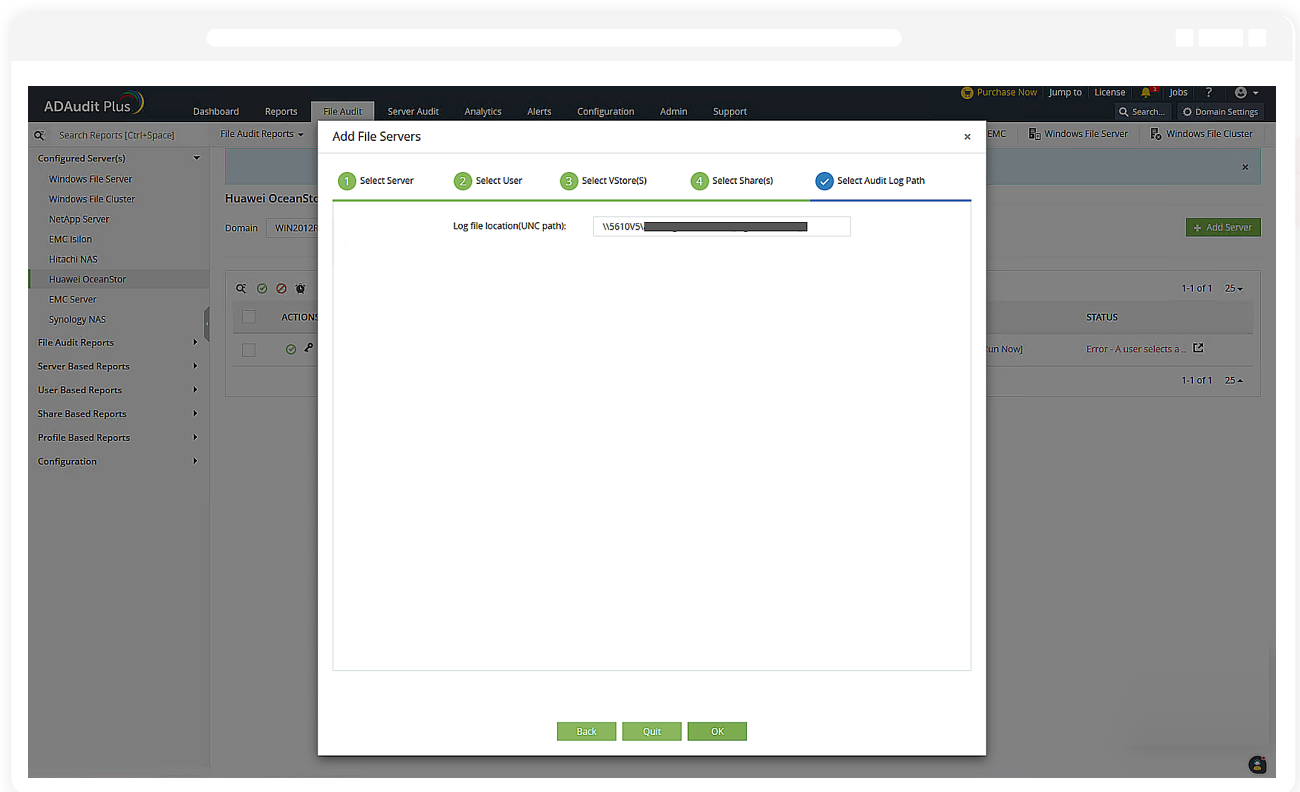 ADAudit Plus
Purchase Now Jump to License 1 Jobs ?
Dashboard Reports File Audit Server Audit Analytics Alerts Configuration Admin Support
Search... Domain Settings
Search Reports [Ctrl+Space]
File Audit Reports
EMC Windows File Server Windows File Cluster
Configured Server(s)
Windows File Server
Windows File Cluster
NetApp Server
EMC Isilon
Hitachi NAS
Huawei OceanStor
EMC Server
Synology NAS
File Audit Reports
Server Based Reports
User Based Reports
Share Based Reports
Profile Based Reports
Configuration
Huawei OceanSto
Domain WIN2012R
+ Add Server
1-1 of 1 25
ACTIONS
STATUS
un Now] Error - A user selects a ...
1-1 of 1 25
Add File Servers
×
1 Select Server 2 Select User 3 Select VStore(S) 4 Select Share(s) Select Audit Log Path
Log file location(UNC path): \\5610V5\
Back Quit OK